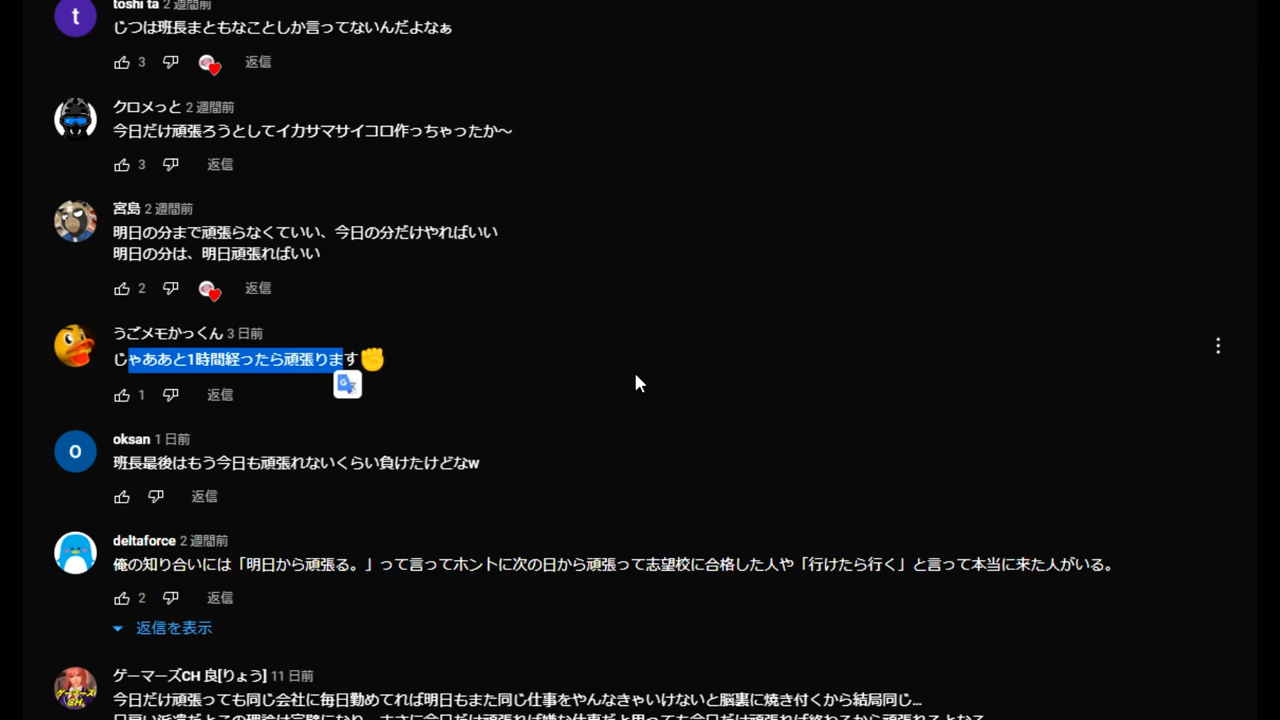 toshi ta 2 週間前
じつは班長まともなことしか言ってないんだよなぁ
3 返信
クロメっと 2 週間前
今日だけ頑張ろうとしてイカサマサイコロ作っちゃったか〜
3 返信
宮島 2 週間前
明日の分まで頑張らなくていい、今日の分だけやればいい
明日の分は、明日頑張ればいい
2 返信
うごメモかっくん 3 日前
じゃああと1時間経ったら頑張ります✊
1 返信
oksan 1 日前
班長最後はもう今日も頑張れないくらい負けたけどなw
返信
deltaforce 2 週間前
俺の知り合いには「明日から頑張る。」って言ってホントに次の日から頑張って志望校に合格した人や「行けたら行く」と言って本当に来た人がいる。
2 返信
返信を表示
ゲーマーズCH 良[りょう] 11 日前
今日だけ頑張っても同じ会社に毎日勤めてれば明日もまた同じ仕事をやんなきゃいけないと脳裏に焼き付くから結局同じ...